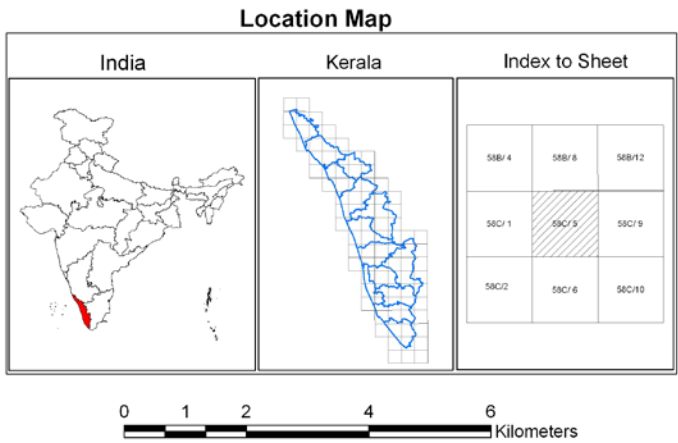 Location Map
India
Kerala
Index to Sheet
58B/ 4
58B/ 8
58B/12
58C/ 1
58C/ 5
58C/ 9
58C/2
58C/ 6
58C/10
0 1 2 4 6
Kilometers